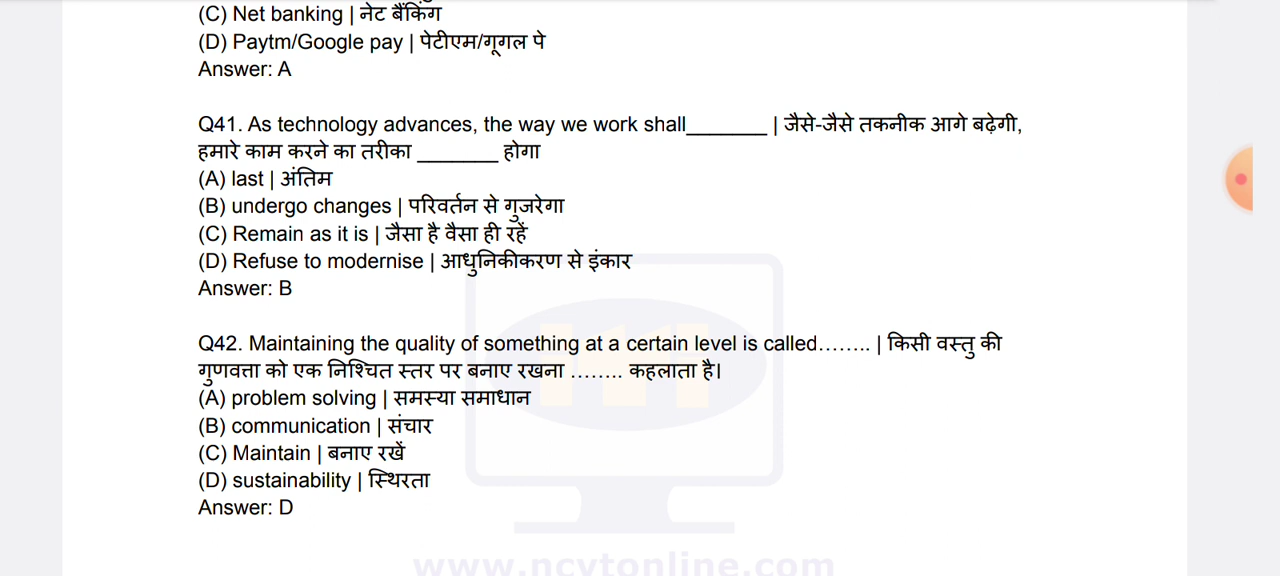 (C) Net banking | नेट बैंकिंग
(D) Paytm/Google pay | पेटीएम/गूगल पे
Answer: A
Q41. As technology advances, the way we work shall_______ | जैसे-जैसे तकनीक आगे बढ़ेगी,
हमारे काम करने का तरीका _______ होगा
(A) last | अंतिम
(B) undergo changes | परिवर्तन से गुजरेगा
(C) Remain as it is | जैसा है वैसा ही रहें
(D) Refuse to modernise | आधुनिकीकरण से इंकार
Answer: B
Q42. Maintaining the quality of something at a certain level is called…….. | किसी वस्तु की
गुणवत्ता को एक निश्चित स्तर पर बनाए रखना …….. कहलाता है।
(A) problem solving | समस्या समाधान
(B) communication | संचार
(C) Maintain | बनाए रखें
(D) sustainability | स्थिरता
Answer: D
www.ncvtonline.com